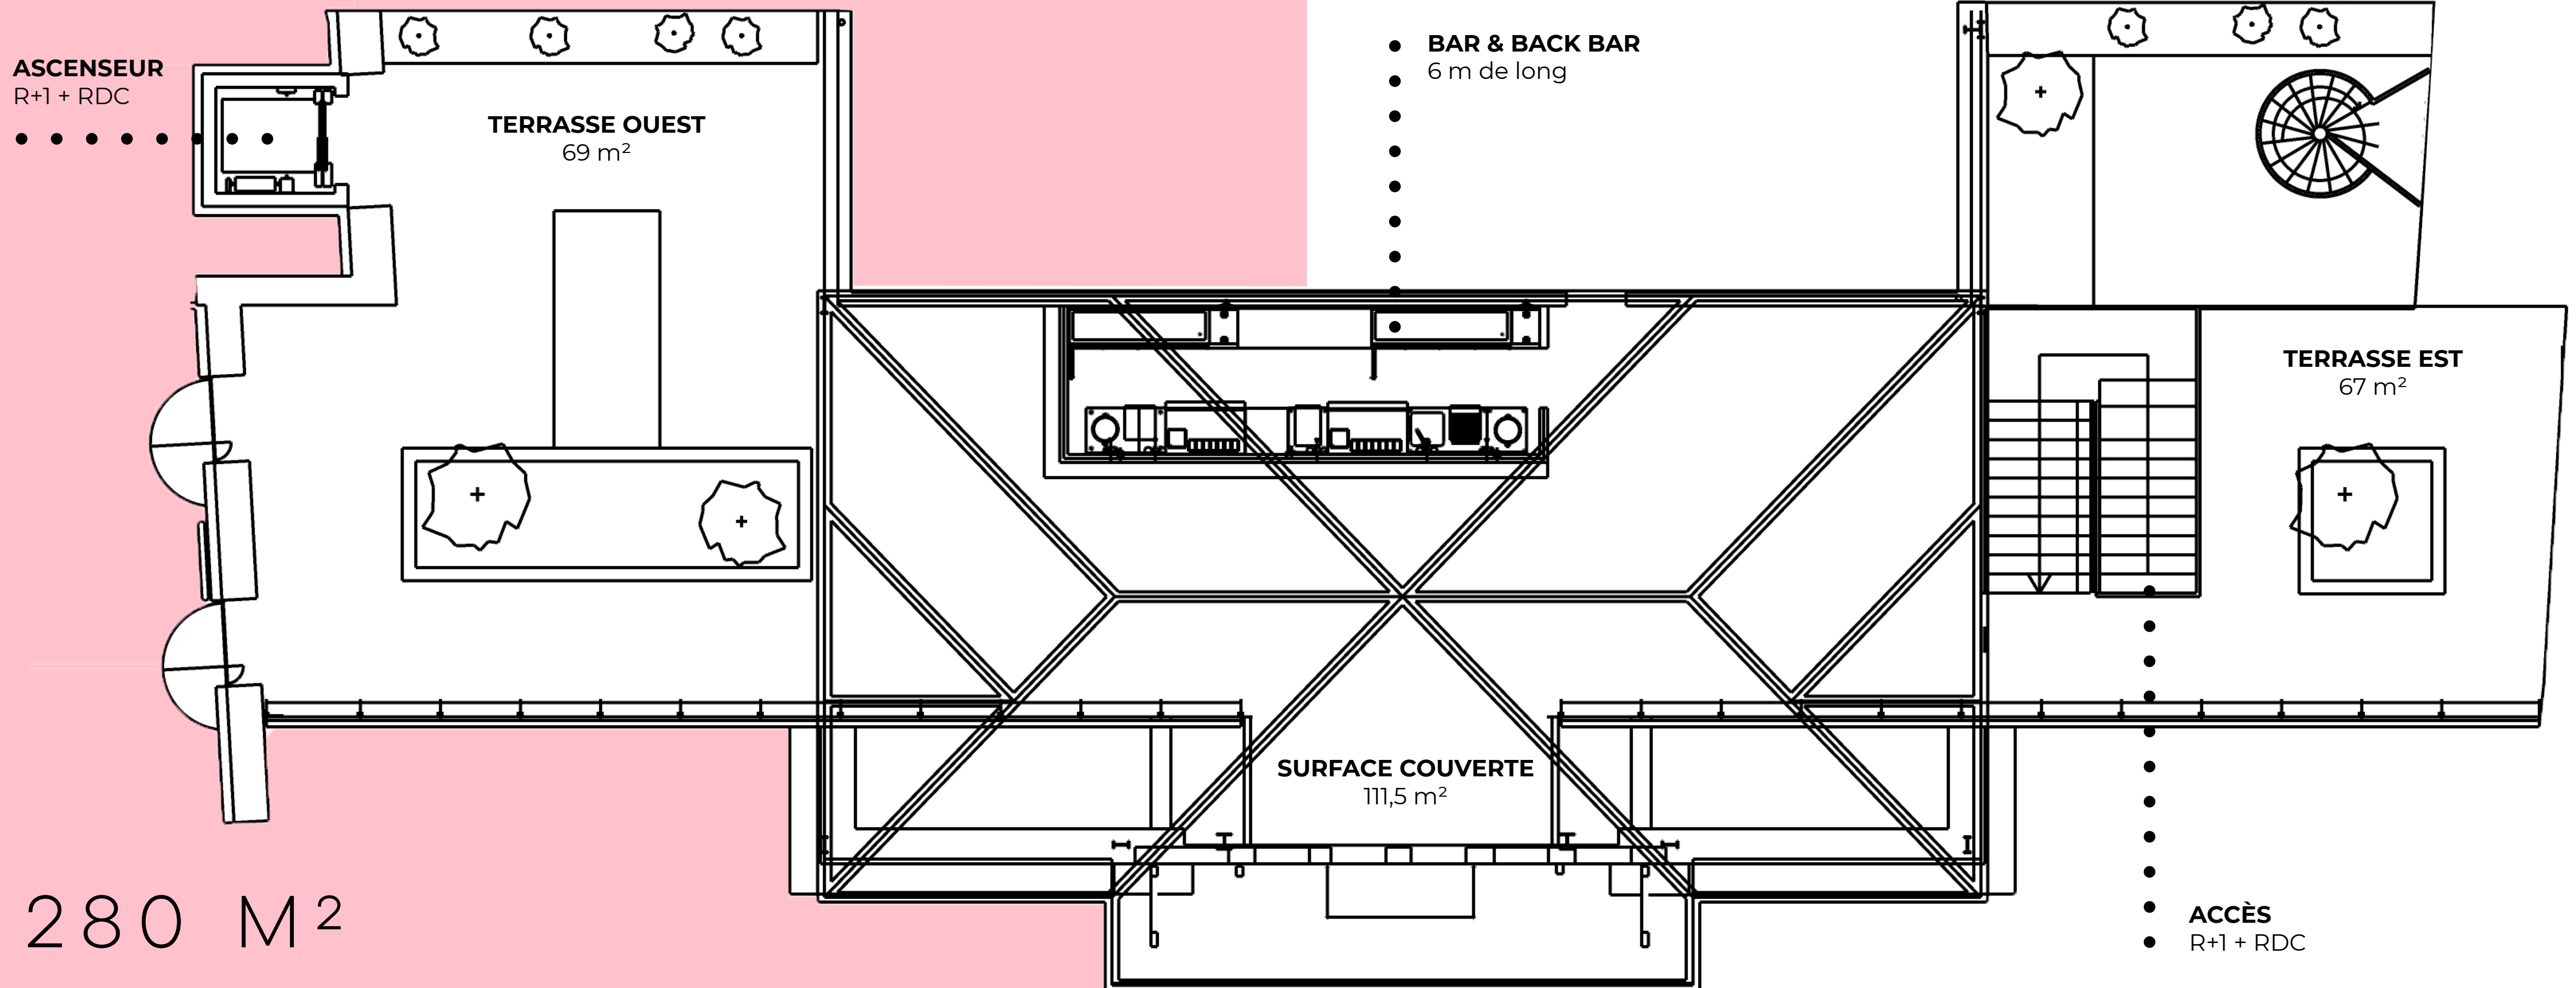 ASCENSEUR
R+1 + RDC
TERRASSE OUEST
69 m²
BAR & BACK BAR
6 m de long
TERRASSE EST
67 m²
SURFACE COUVERTE
111,5 m²
280 M²
ACCÈS
R+1 + RDC